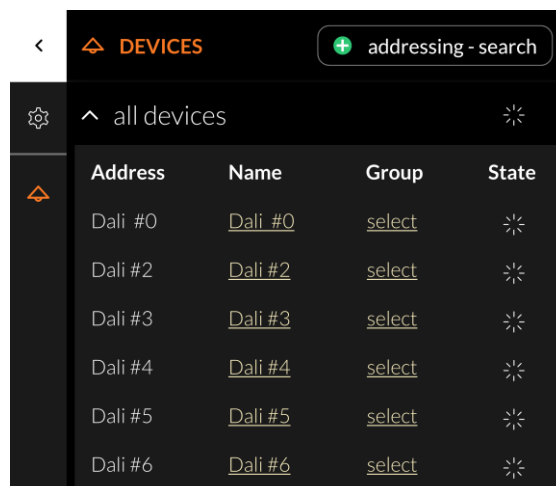 DEVICES addressing - search
all devices
Address Name Group State
Dali #0 Dali #0 select
Dali #2 Dali #2 select
Dali #3 Dali #3 select
Dali #4 Dali #4 select
Dali #5 Dali #5 select
Dali #6 Dali #6 select